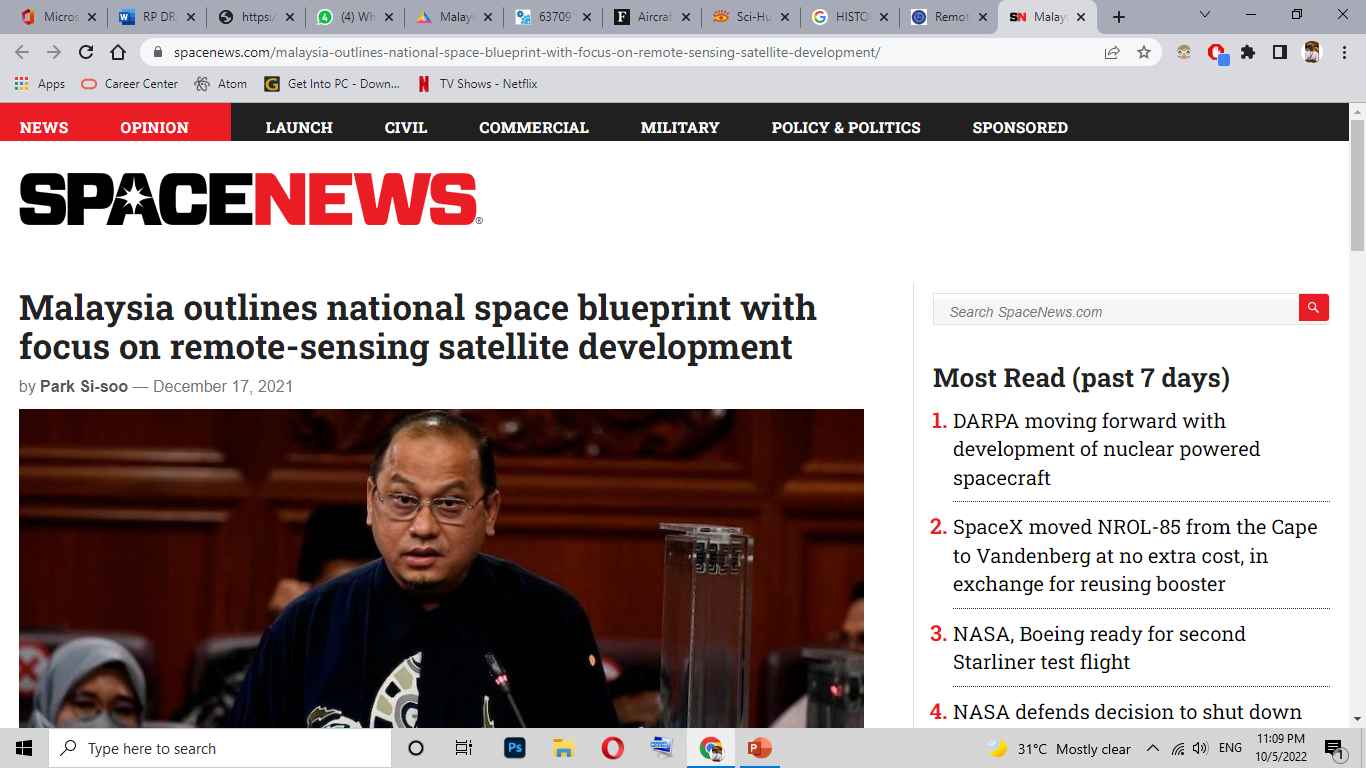 Micros
RP DR
https:/
(4) Wh
Malay
63709
Aircraf
Sci-Hu
HISTO
Remot
Malay
spacenews.com/malaysia-outlines-national-space-blueprint-with-focus-on-remote-sensing-satellite-development/
Apps
Career Center
Atom
Get Into PC - Down...
TV Shows - Netflix
NEWS
OPINION
LAUNCH
CIVIL
COMMERCIAL
MILITARY
POLICY & POLITICS
SPONSORED
SPACENEWS®
Malaysia outlines national space blueprint with
focus on remote-sensing satellite development
by Park Si-soo — December 17, 2021
Search SpaceNews.com
Most Read (past 7 days)
1. DARPA moving forward with
development of nuclear powered
spacecraft
2. SpaceX moved NROL-85 from the Cape
to Vandenberg at no extra cost, in
exchange for reusing booster
3. NASA, Boeing ready for second
Starliner test flight
4. NASA defends decision to shut down
Type here to search
Ps
31°C Mostly clear
ENG
11:09 PM
10/5/2022
1